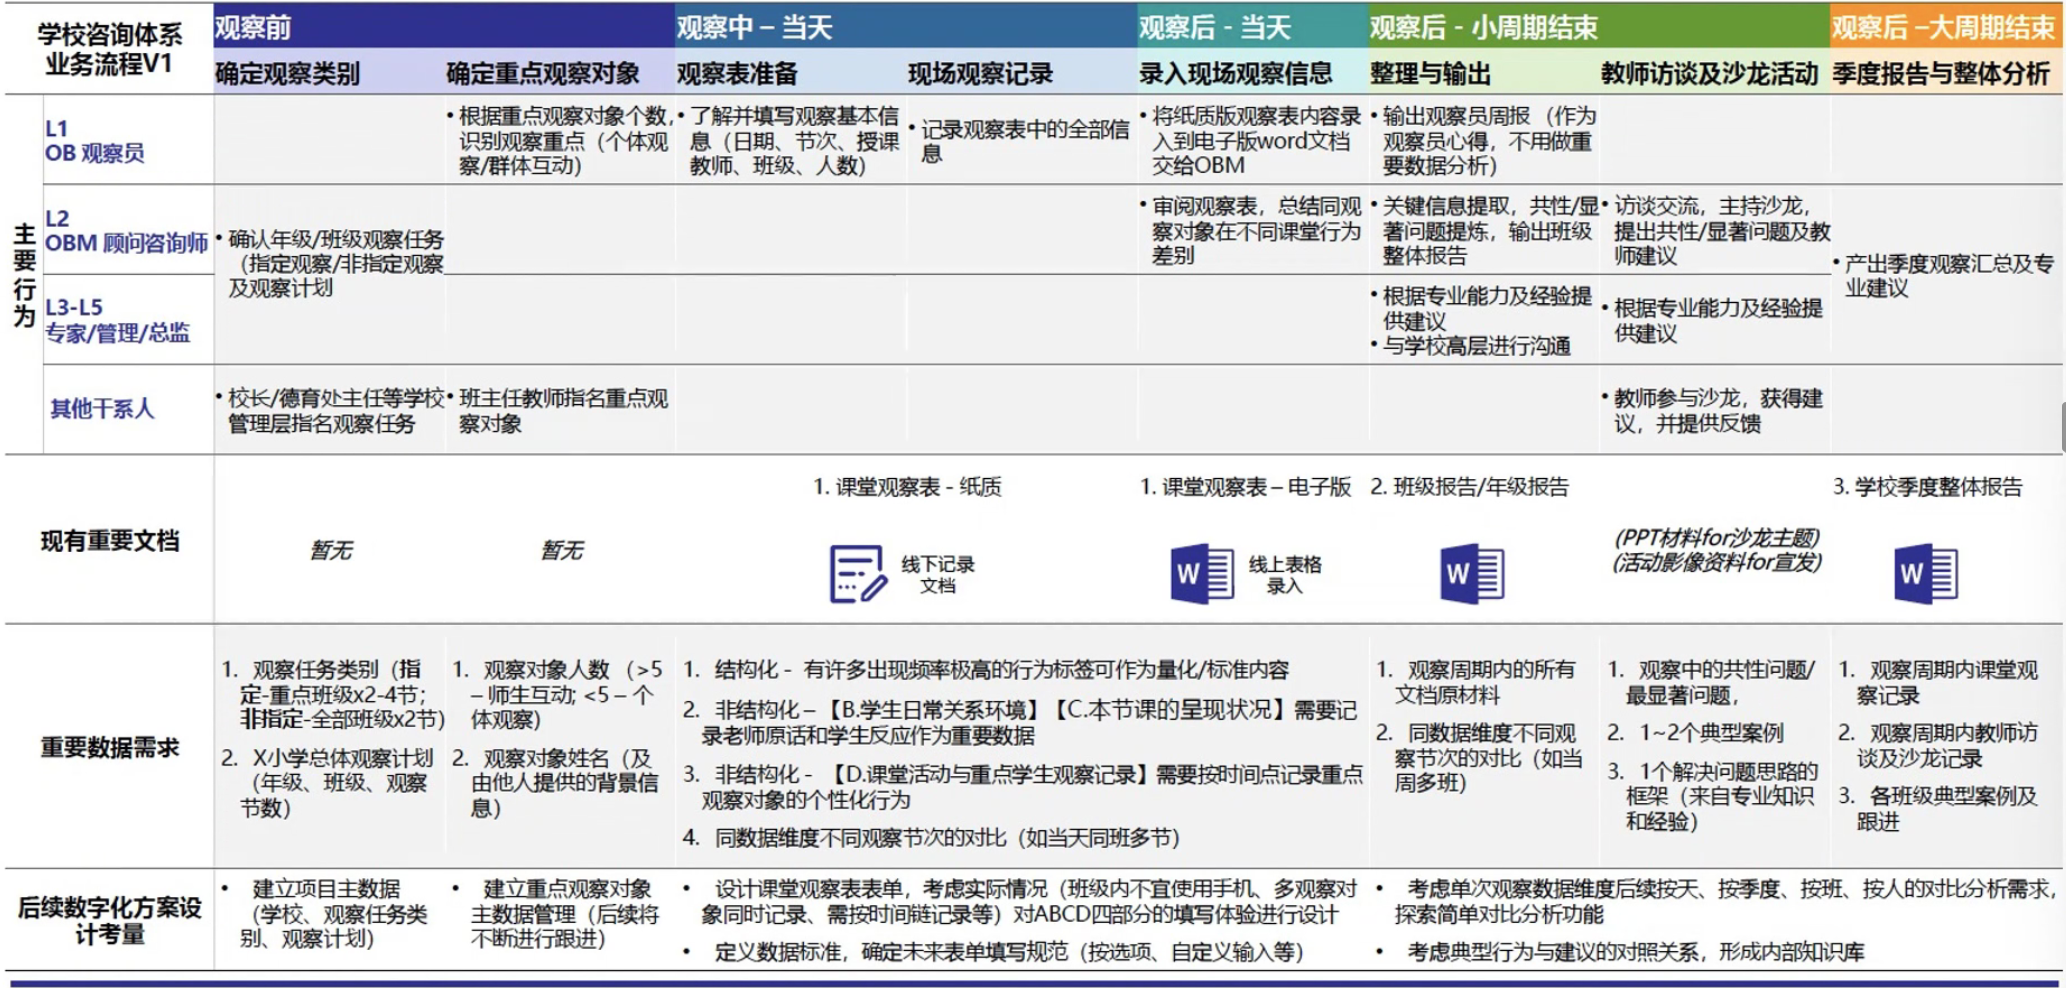 学校咨询体系
业务流程V1
观察前
观察中 – 当天
观察后 - 当天
观察后 - 小周期结束
观察后 –大周期结束
确定观察类别
确定重点观察对象
观察表准备
现场观察记录
录入现场观察信息
整理与输出
教师访谈及沙龙活动
季度报告与整体分析
主要行为
L1
OB 观察员
• 根据重点观察对象个数,
识别观察重点（个体观
察/群体互动）
• 了解并填写观察基本信
息（日期、节次、授课
教师、班级、人数）
• 记录观察表中的全部信
息
• 将纸质版观察表内容录
入到电子版word文档
交给OBM
• 输出观察员周报 （作为
观察员心得，不用做重
要数据分析）
L2
OBM 顾问咨询师
• 确认年级/班级观察任务
（指定观察/非指定观察
及观察计划
• 审阅观察表，总结同观
察对象在不同课堂行为
差别
• 关键信息提取，共性/显
著问题提炼，输出班级
整体报告
• 访谈交流，主持沙龙，
提出共性/显著问题及教
师建议
• 产出季度观察汇总及专
业建议
L3-L5
专家/管理/总监
• 根据专业能力及经验提
供建议
• 与学校高层进行沟通
• 根据专业能力及经验提
供建议
其他干系人
• 校长/德育处主任等学校
管理层指名观察任务
• 班主任教师指名重点观
察对象
• 教师参与沙龙，获得建
议，并提供反馈
现有重要文档
暂无
暂无
1. 课堂观察表 - 纸质
线下记录
文档
1. 课堂观察表 – 电子版
W
线上表格
录入
2. 班级报告/年级报告
W
(PPT材料for沙龙主题)
(活动影像资料for宣发)
3. 学校季度整体报告
W
重要数据需求
1. 观察任务类别（指
定-重点班级x2-4节；
非指定-全部班级x2节)
2. X小学总体观察计划
（年级、班级、观察
节数）
1. 观察对象人数 （>5
– 师生互动; <5 – 个
体观察）
2. 观察对象姓名（及
由他人提供的背景信
息）
1. 结构化 - 有许多出现频率极高的行为标签可作为量化/标准内容
2. 非结构化 –【B.学生日常关系环境】【C.本节课的呈现状况】需要记
录老师原话和学生反应作为重要数据
3. 非结构化 - 【D.课堂活动与重点学生观察记录】需要按时间点记录重点
观察对象的个性化行为
4. 同数据维度不同观察节次的对比（如当天同班多节）
1. 观察周期内的所有
文档原材料
2. 同数据维度不同观
察节次的对比（如当
周多班）
1. 观察中的共性问题/
最显著问题，
2. 1~2个典型案例
3. 1个解决问题思路的
框架（来自专业知识
和经验）
1. 观察周期内课堂观
察记录
2. 观察周期内教师访
谈及沙龙记录
3. 各班级典型案例及
跟进
后续数字化方案设
计考量
• 建立项目主数据
（学校、观察任务类
别、观察计划）
• 建立重点观察对象
主数据管理（后续将
不断进行跟进）
• 设计课堂观察表表单，考虑实际情况（班级内不宜使用手机、多观察对
象同时记录、需按时间链记录等）对ABCD四部分的填写体验进行设计
• 定义数据标准，确定未来表单填写规范（按选项、自定义输入等）
• 考虑单次观察数据维度后续按天、按季度、按班、按人的对比分析需求，
探索简单对比分析功能
• 考虑典型行为与建议的对照关系，形成内部知识库